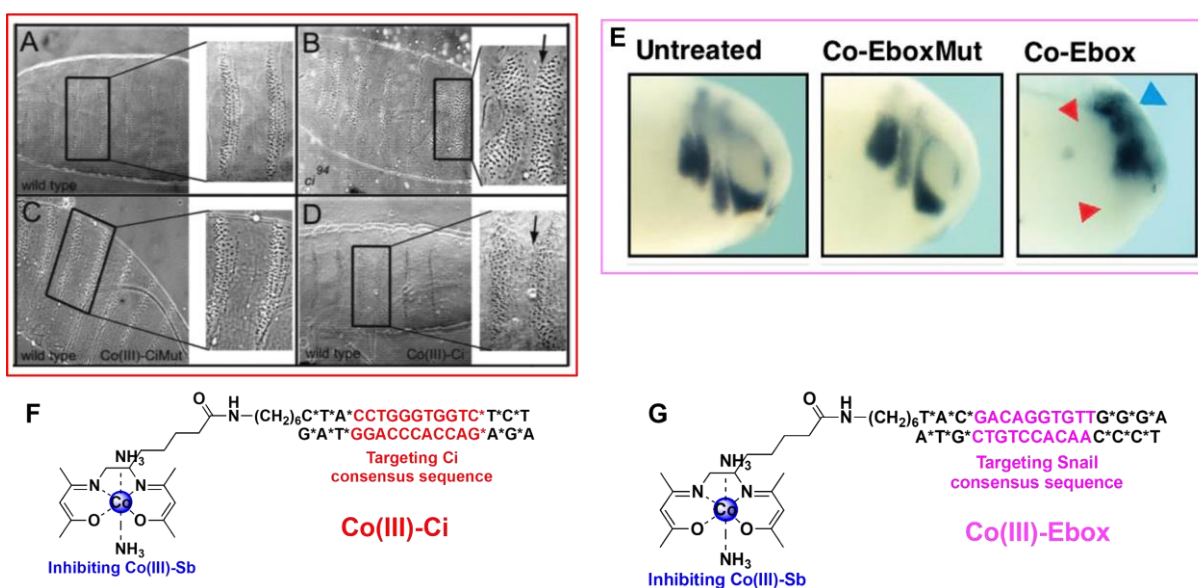 A
B
wild type
ci94
C
D
wild type
Co(III)-CiMut
wild type
Co(III)-Ci
E
Untreated
Co-EboxMut
Co-Ebox
F
O
H
N
(CH2)6C*T*A*CCTGGGTGGTC*T*C*T
G*A*T*GGACCCACCAG*A*G*A
Targeting Ci
consensus sequence
NH3
N
N
Co
O
O
NH3
Inhibiting Co(III)-Sb
Co(III)-Ci
G
O
H
N
(CH2)6T*A*C*GACAGGTGTTG*G*G*A
A*T*G*CTGTCCACAAC*C*C*T
Targeting Snail
consensus sequence
NH3
N
N
Co
O
O
NH3
Inhibiting Co(III)-Sb
Co(III)-Ebox